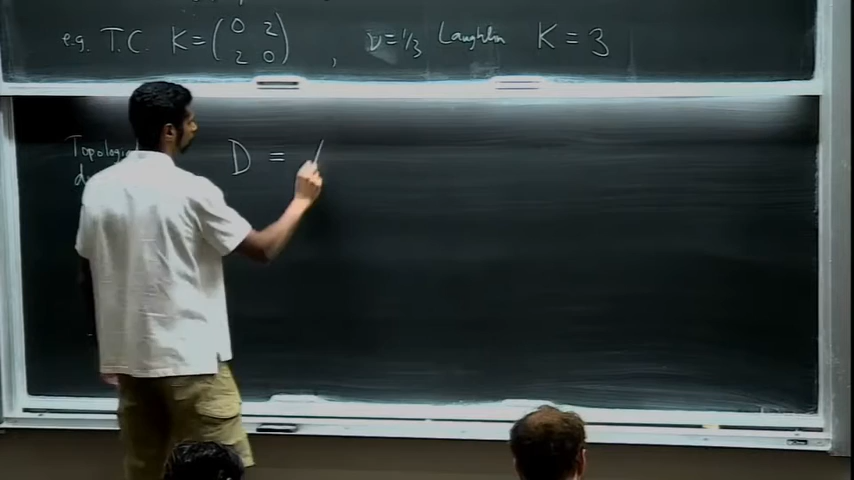 e.g. T.C. K = (0 2 2 0) , ν = 1/3 Laughlin K = 3
D =